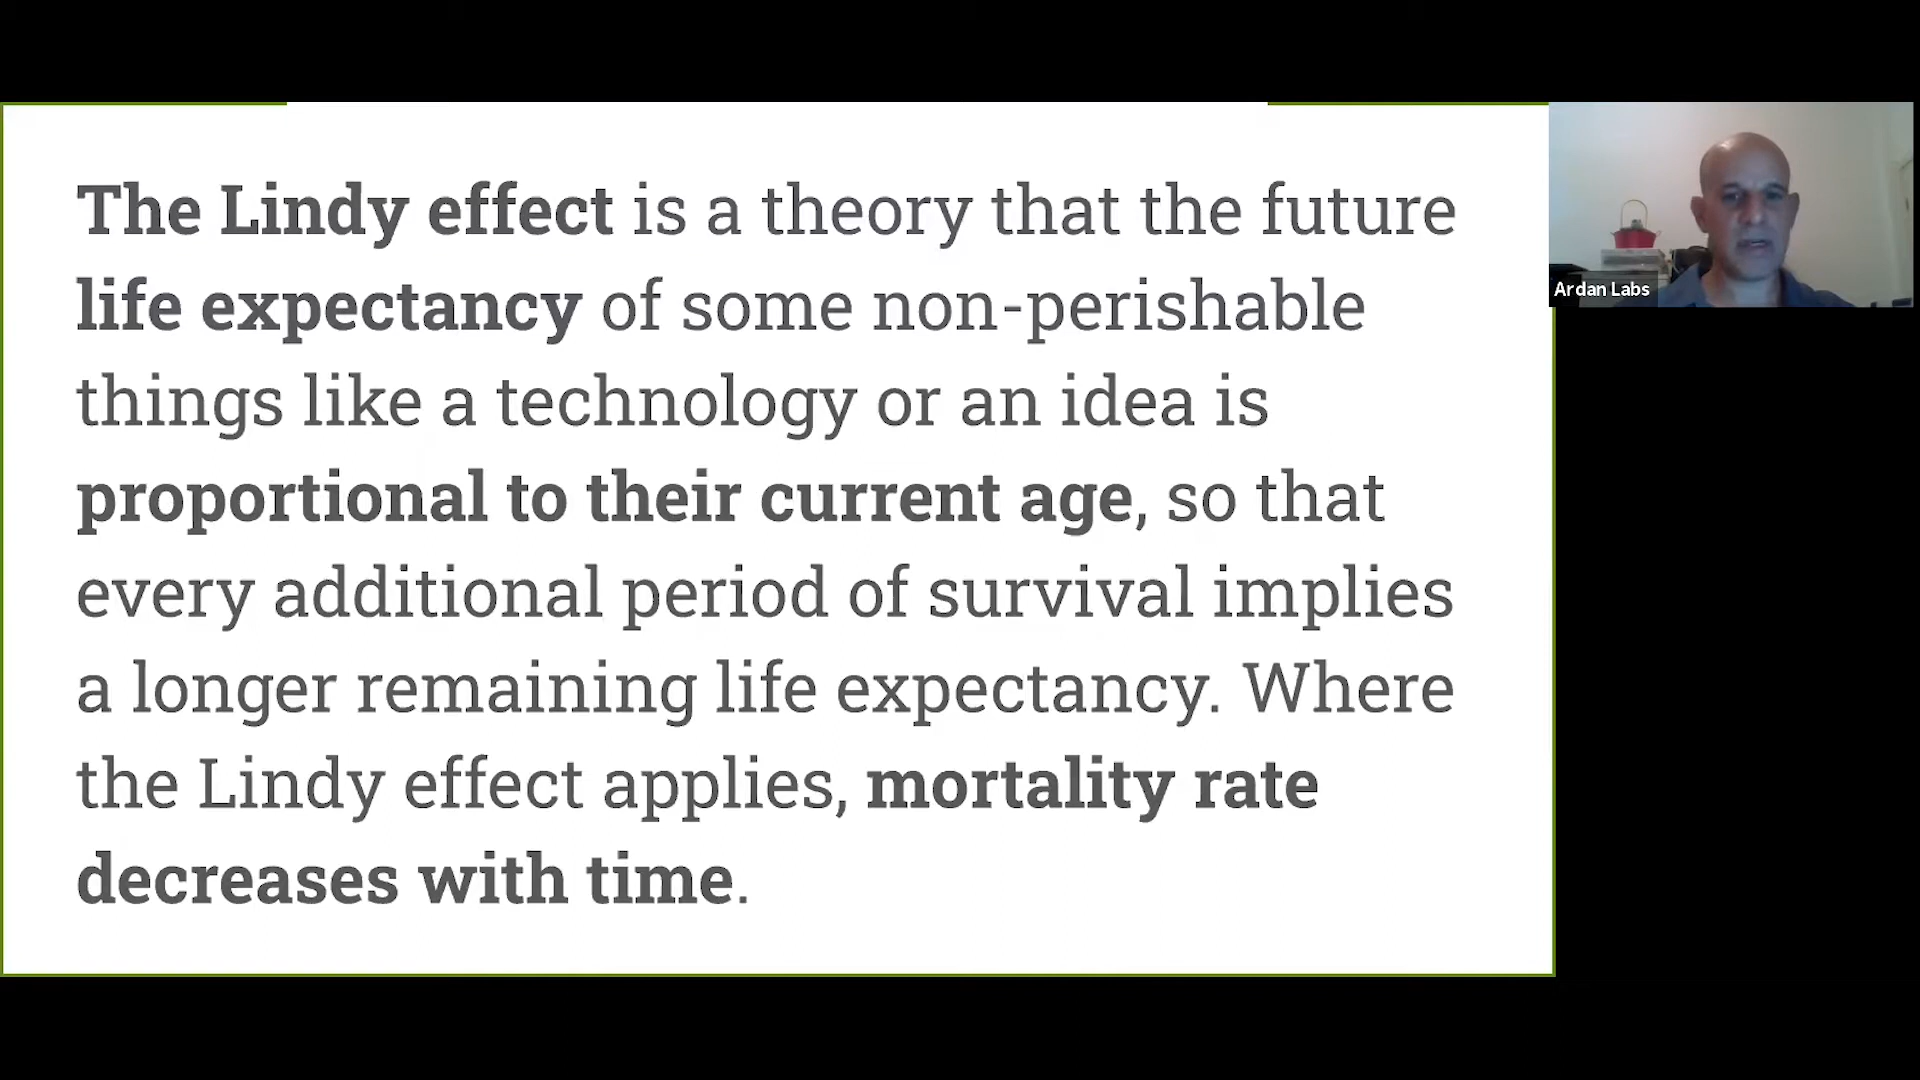 The Lindy effect is a theory that the future
life expectancy of some non-perishable
things like a technology or an idea is
proportional to their current age, so that
every additional period of survival implies
a longer remaining life expectancy. Where
the Lindy effect applies, mortality rate
decreases with time.
Ardan Labs